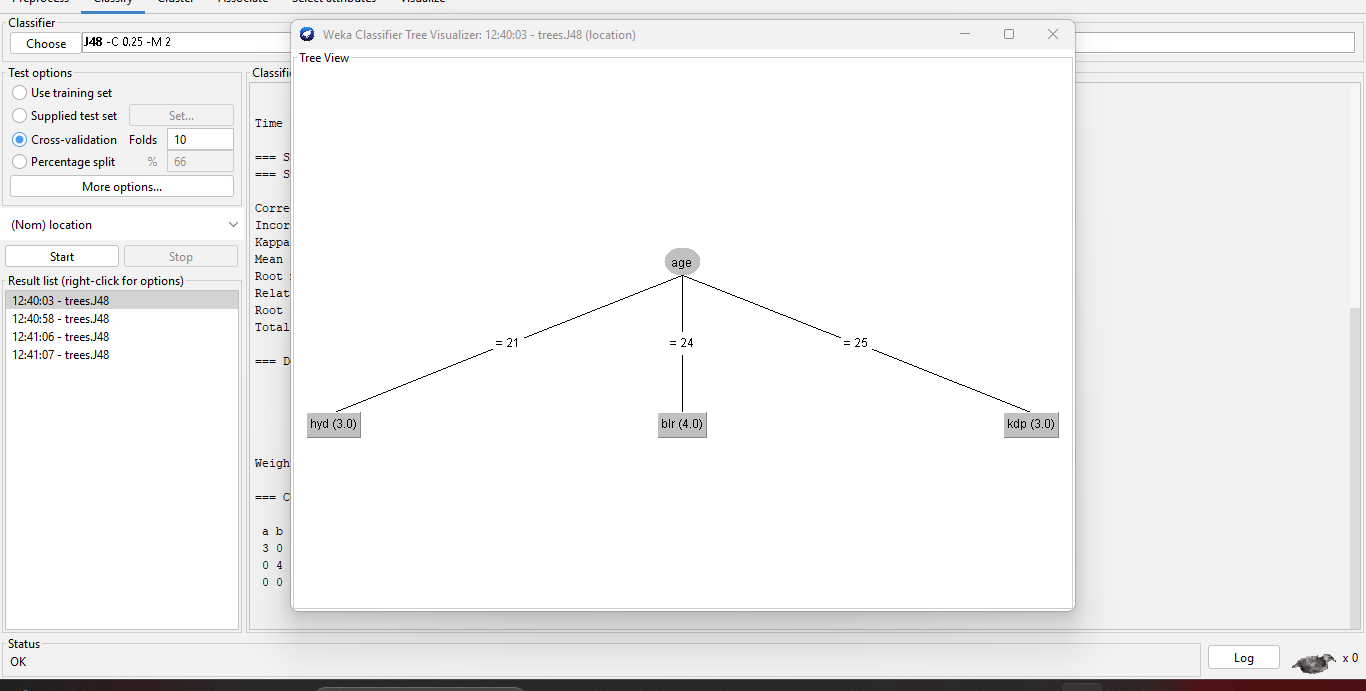 Preprocess Classify Cluster Associate Select attributes Visualize
Classifier
Choose J48 -C 0.25 -M 2
Weka Classifier Tree Visualizer: 12:40:03 - trees.J48 (location)
Tree View
Test options
Use training set
Supplied test set Set...
Cross-validation Folds 10
Percentage split % 66
More options...
(Nom) location
Start Stop
Result list (right-click for options)
12:40:03 - trees.J48
12:40:58 - trees.J48
12:41:06 - trees.J48
12:41:07 - trees.J48
Classifi
Time
=== S
=== S
Corre
Incor
Kappa
Mean
Root
Relat
Root
Total
=== D
Weigh
=== C
a b
3 0
0 4
0 0
age
= 21 = 24 = 25
hyd (3.0) blr (4.0) kdp (3.0)
Status
OK
Log x 0